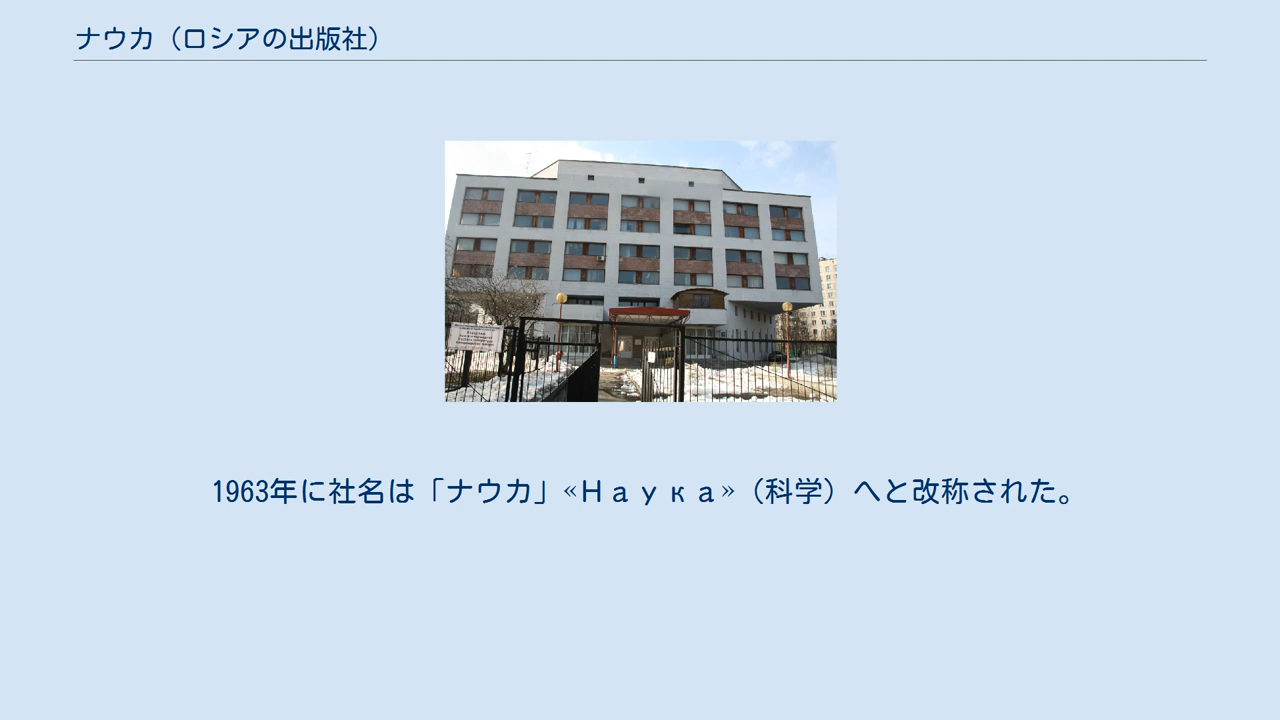 ナウカ（ロシアの出版社）
1963年に社名は「ナウカ」«Наука»（科学）へと改称された。